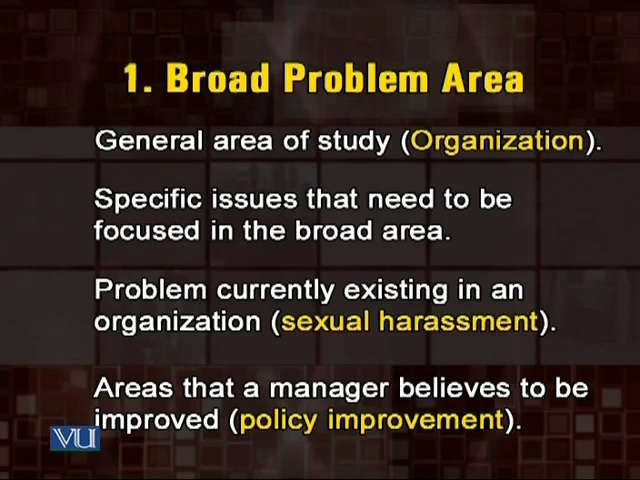 1. Broad Problem Area
General area of study (Organization).
Specific issues that need to be
focused in the broad area.
Problem currently existing in an
organization (sexual harassment).
Areas that a manager believes to be
improved (policy improvement).
VU